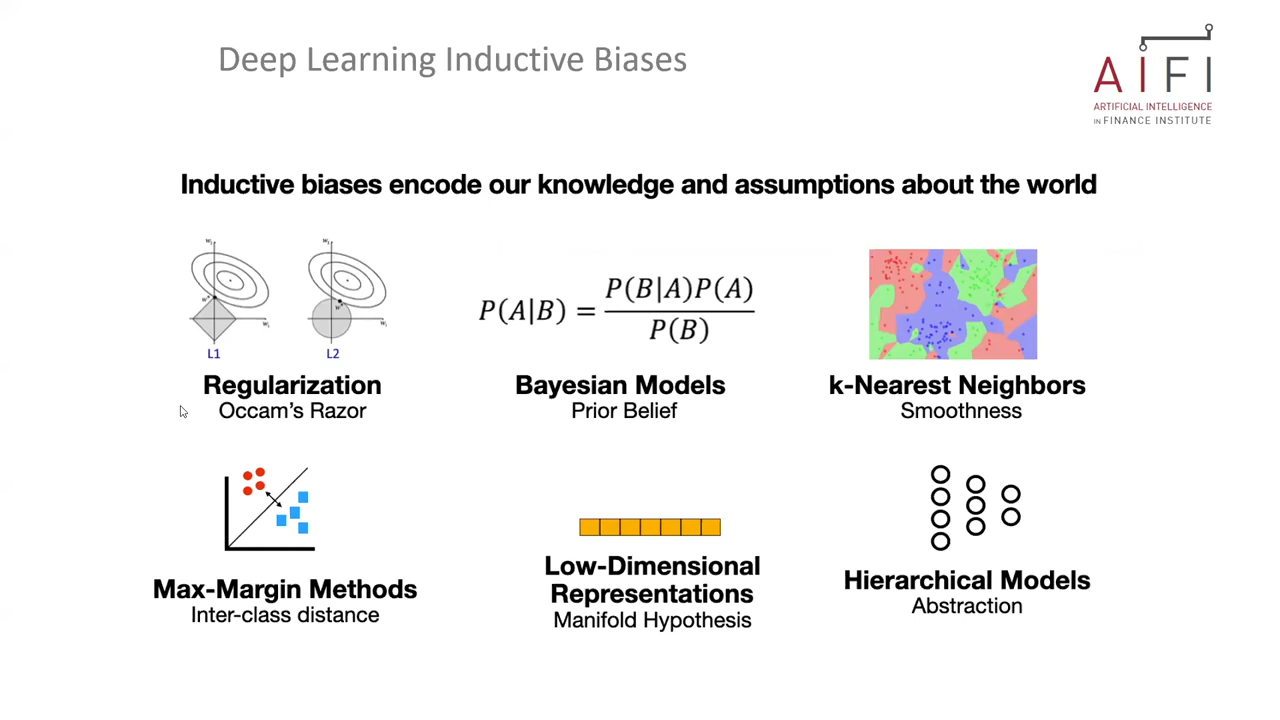 Deep Learning Inductive Biases
AIFI
ARTIFICIAL INTELLIGENCE
IN FINANCE INSTITUTE
Inductive biases encode our knowledge and assumptions about the world
L1
L2
Regularization
Occam's Razor
P(A|B) = P(B|A)P(A) / P(B)
Bayesian Models
Prior Belief
k-Nearest Neighbors
Smoothness
Max-Margin Methods
Inter-class distance
Low-Dimensional
Representations
Manifold Hypothesis
Hierarchical Models
Abstraction